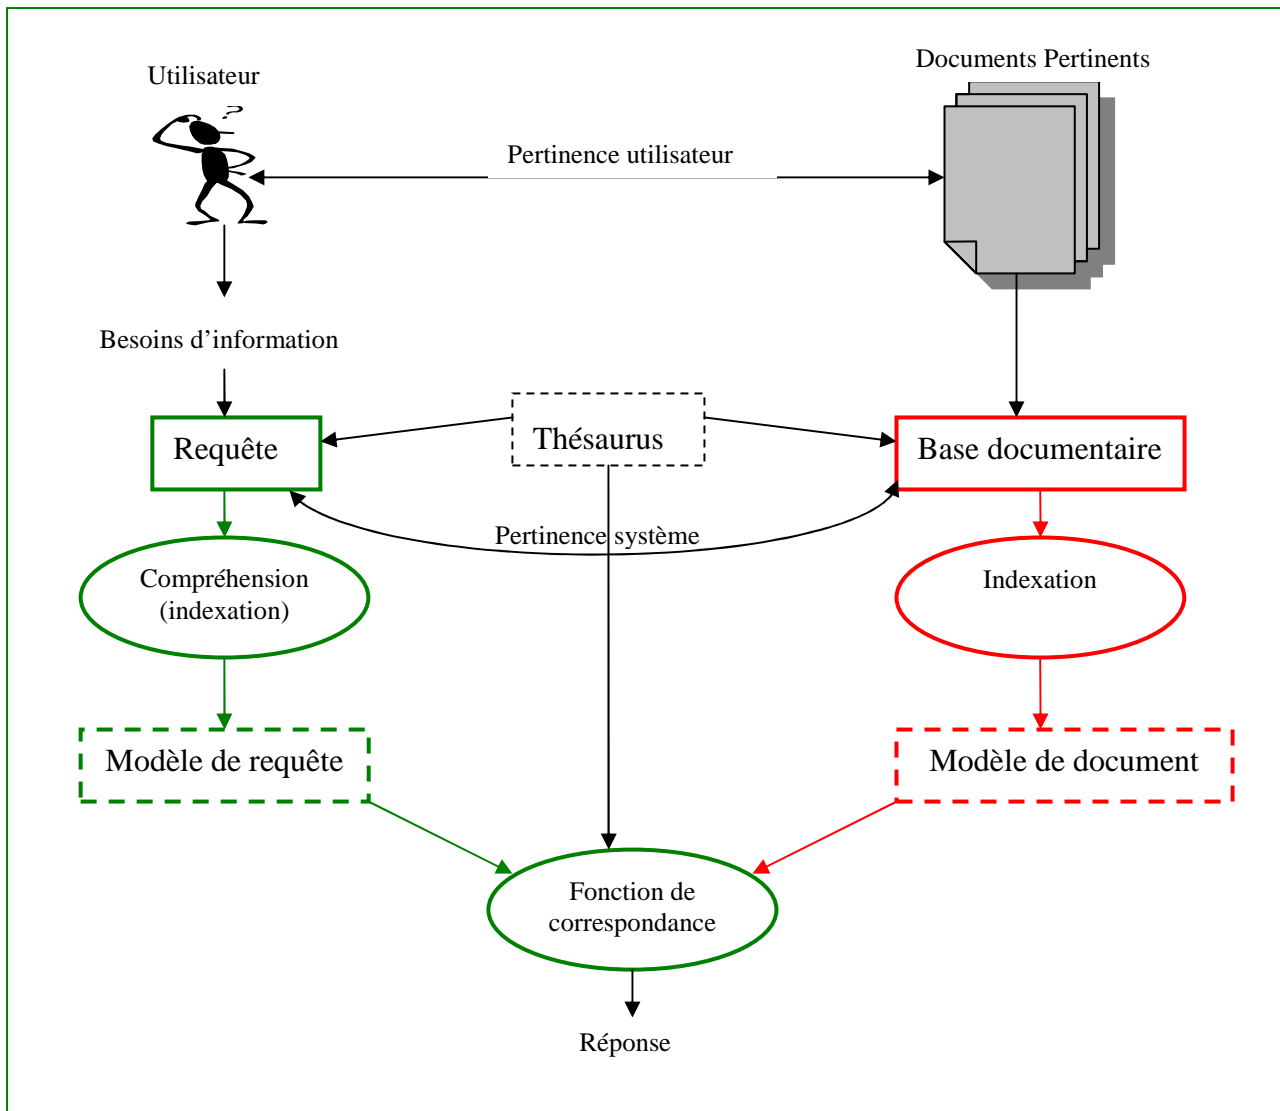 Utilisateur
Documents Pertinents
?
Pertinence utilisateur
Besoins d’information
Requête
Thésaurus
Base documentaire
Pertinence système
Compréhension
(indexation)
Indexation
Modèle de requête
Modèle de document
Fonction de
correspondance
Réponse